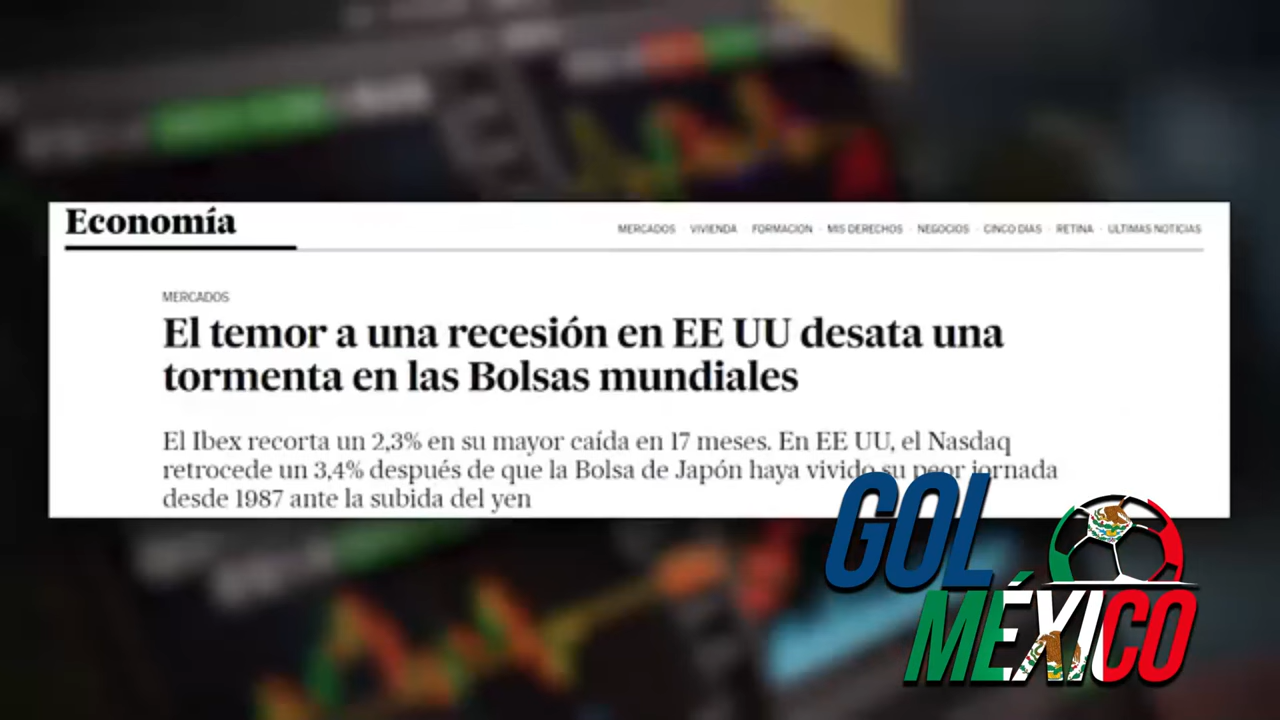 Economía
MERCADOS · VIVIENDA FORMACION · MIS DERECHOS · NEGOCIOS · CINCO DIAS · RETINA · ULTIMAS NOTICIAS
MERCADOS
El temor a una recesión en EE UU desata una
tormenta en las Bolsas mundiales
El Ibex recorta un 2,3% en su mayor caída en 17 meses. En EE UU, el Nasdaq
retrocede un 3,4% después de que la Bolsa de Japón haya vivido su peor jornada
desde 1987 ante la subida del yen
GOL
MÉXICO